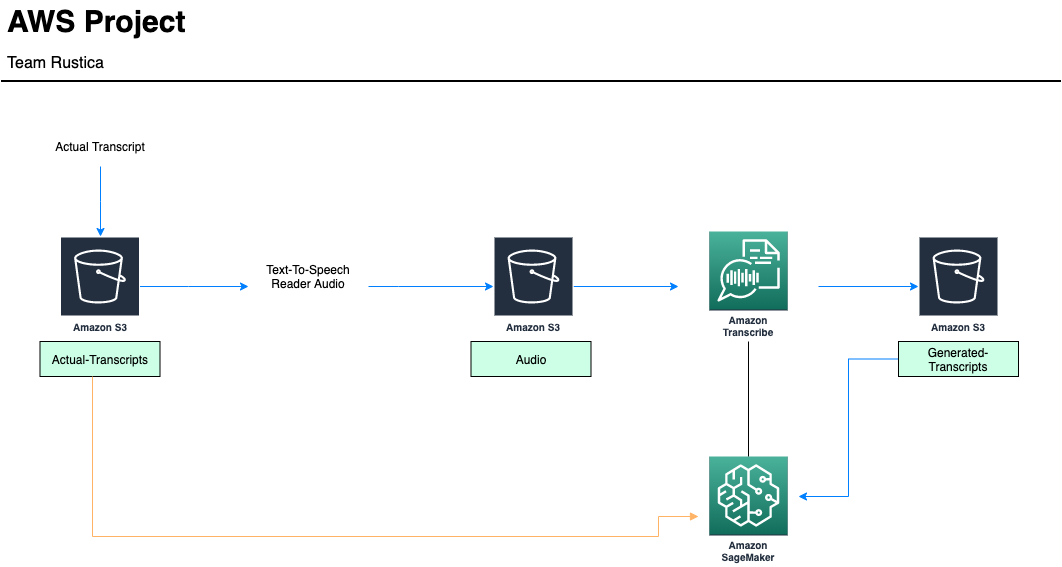 AWS Project
Team Rustica
Actual Transcript
Text-To-Speech
Reader Audio
Amazon S3
Amazon S3
Amazon
Transcribe
Amazon S3
Actual-Transcripts
Audio
Generated-
Transcripts
Amazon
SageMaker